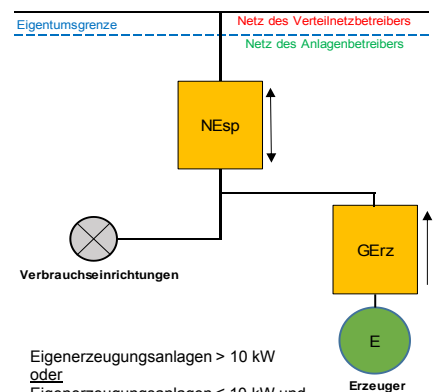 Eigentumsgrenze
Netz des Verteilnetzbetreibers
Netz des Anlagenbetreibers
NEsp
GErz
Verbrauchseinrichtungen
E
Eigenerzeugungsanlagen > 10 kW
oder
Erzeuger